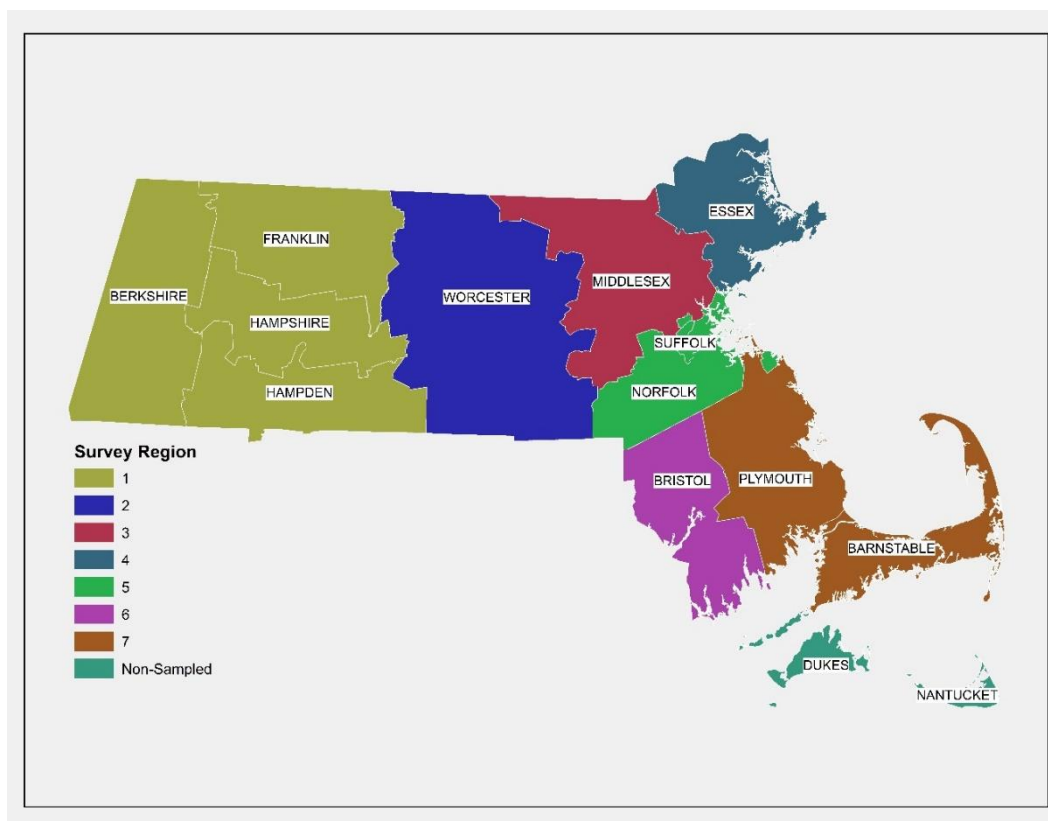 ESSEX
FRANKLIN
MIDDLESEX
BERKSHIRE
WORCESTER
HAMPSHIRE
SUFFOLK
HAMPDEN
NORFOLK
BRISTOL
PLYMOUTH
BARNSTABLE
DUKES
NANTUCKET
Survey Region
1
2
3
4
5
6
7
Non-Sampled